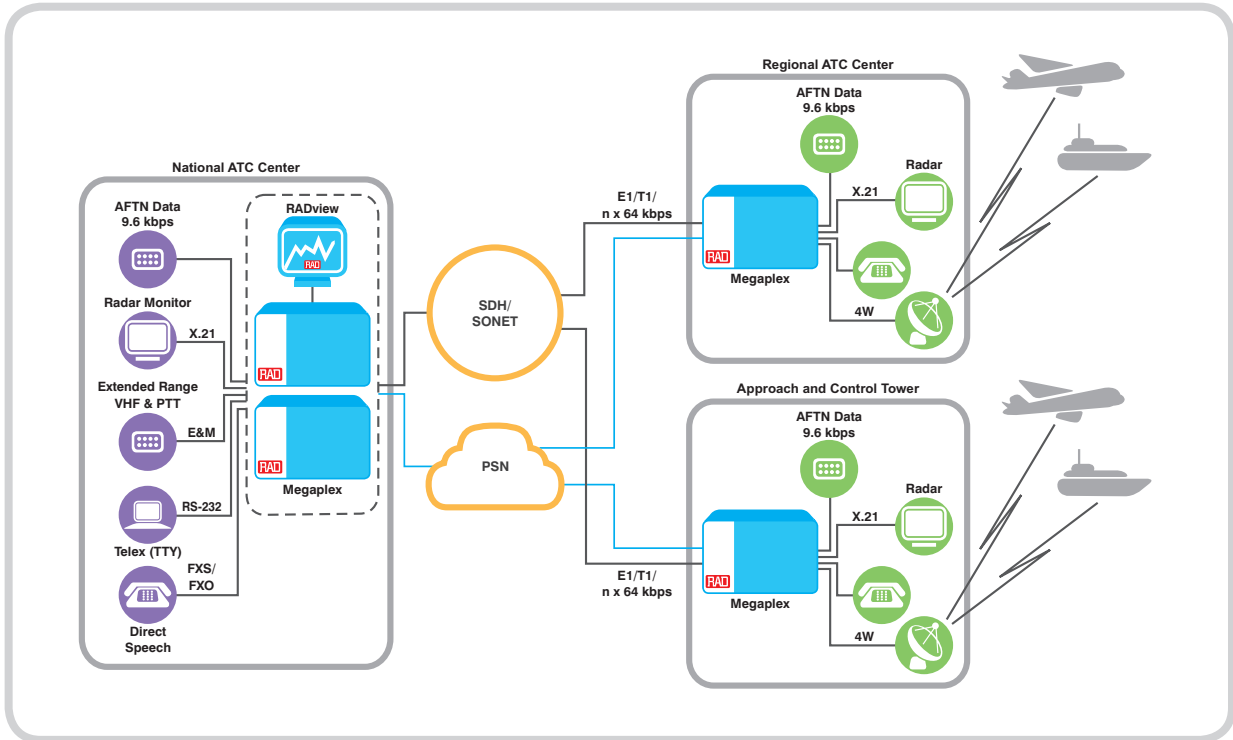 National ATC Center
AFTN Data
9.6 kbps
RADview
RAD
Radar Monitor
X.21
RAD
Extended Range
VHF & PTT
E&M
RAD
Megaplex
RS-232
Telex (TTY)
FXS/
FXO
Direct
Speech
SDH/
SONET
PSN
E1/T1/
n x 64 kbps
E1/T1/
n x 64 kbps
Regional ATC Center
AFTN Data
9.6 kbps
Radar
X.21
RAD
Megaplex
4W
Approach and Control Tower
AFTN Data
9.6 kbps
Radar
X.21
RAD
Megaplex
4W